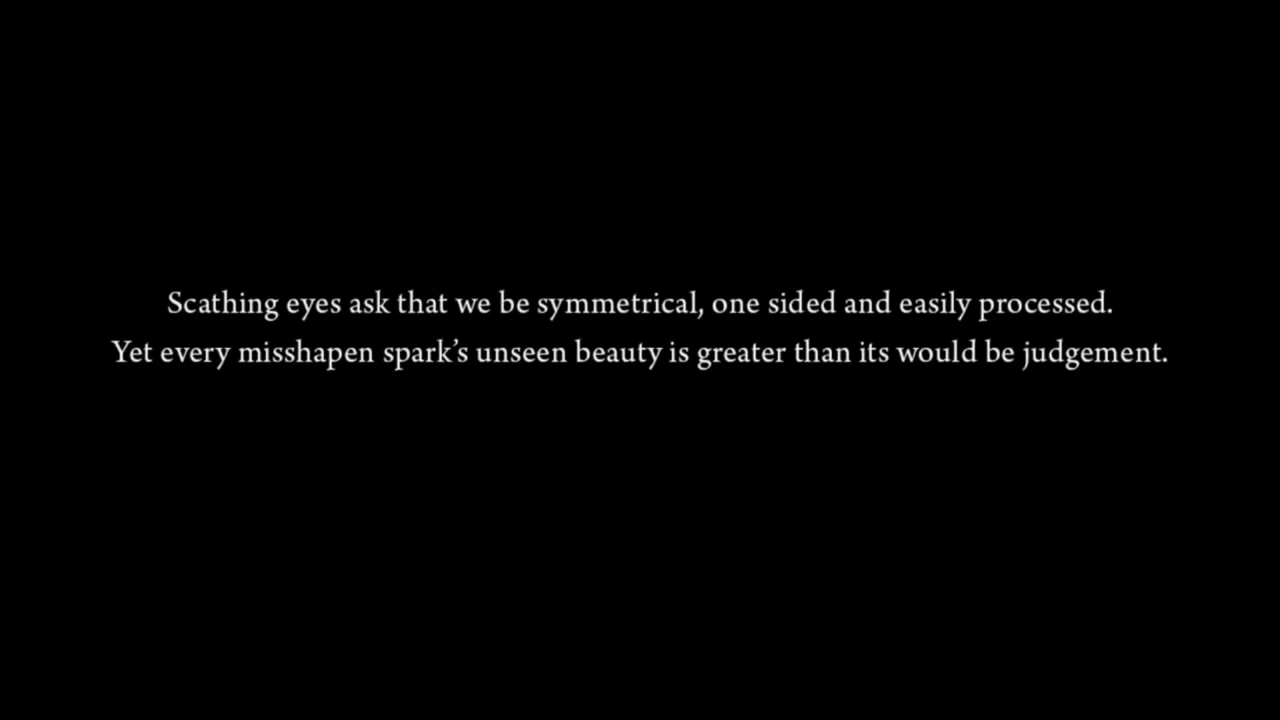 Scathing eyes ask that we be symmetrical, one sided and easily processed.
Yet every misshapen spark’s unseen beauty is greater than its would be judgement.